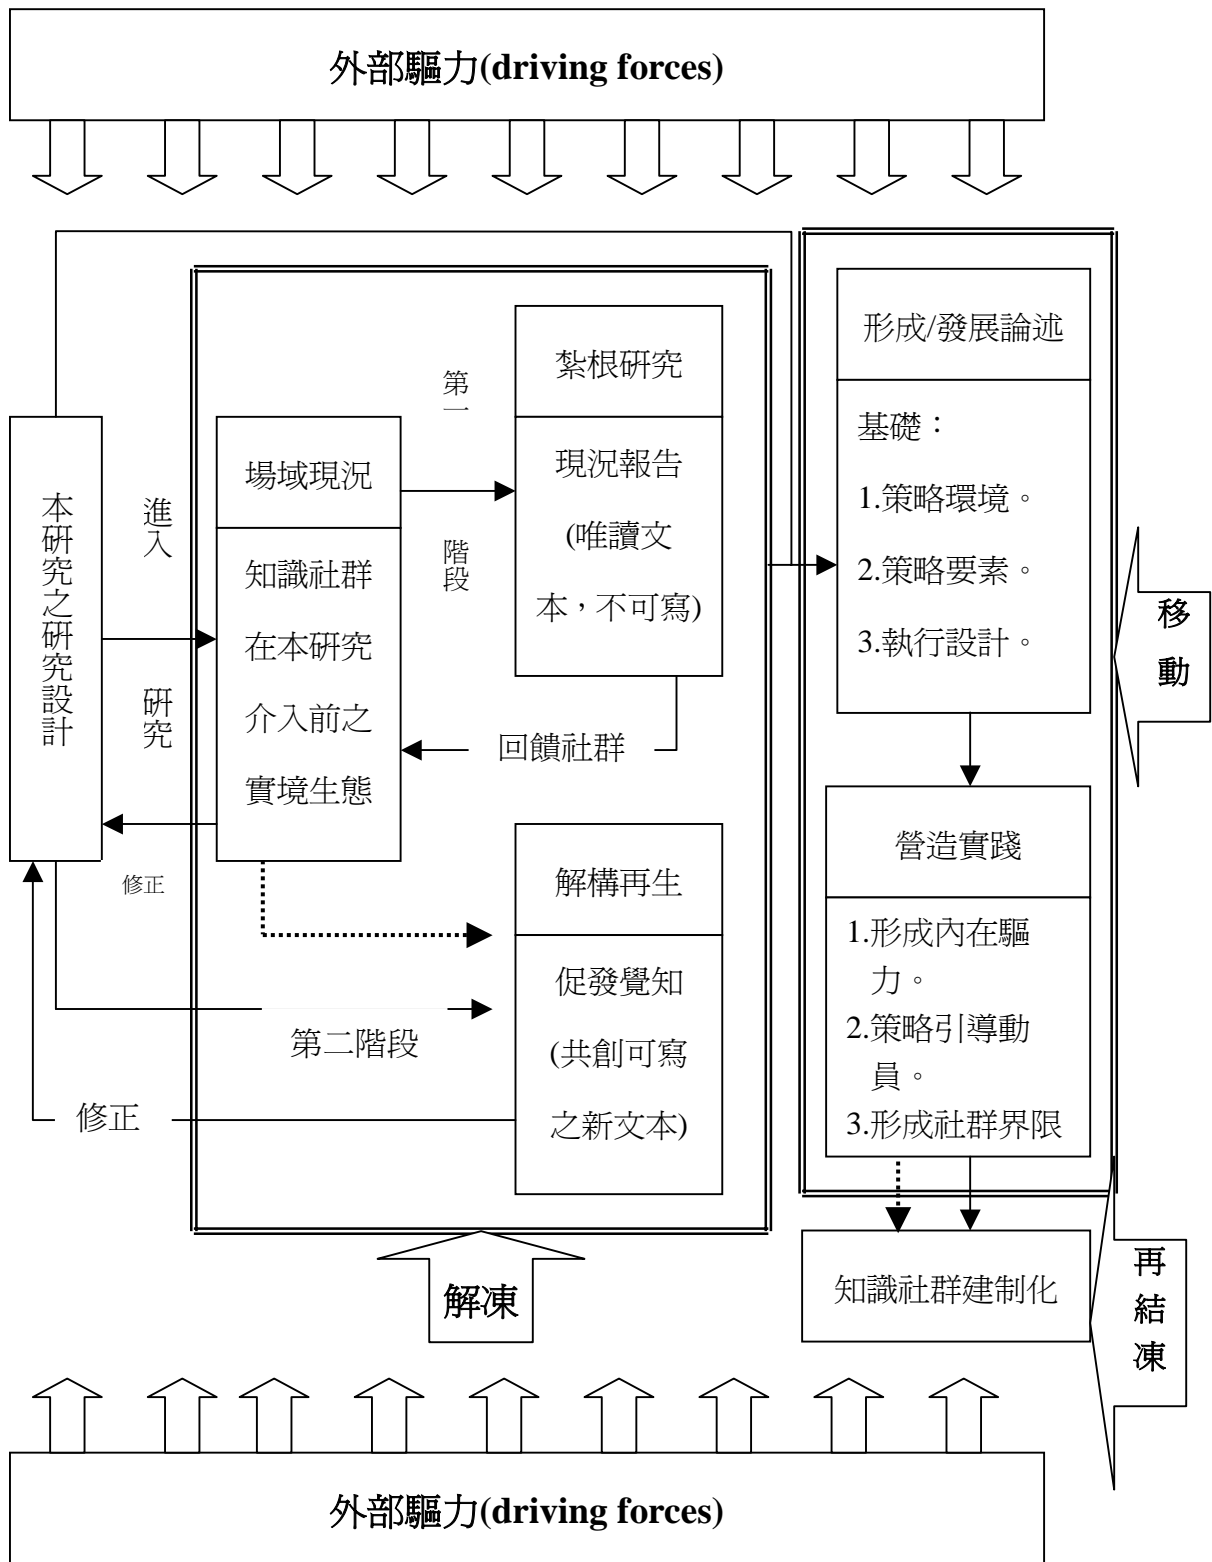 外部驅力(driving forces)
形成/發展論述
基礎：
1.策略環境。
2.策略要素。
3.執行設計。
紮根研究
現況報告
(唯讀文
本，不可寫)
第一
階段
場域現況
知識社群
在本研究
介入前之
實境生態
進入
研究
本研究之研究設計
移動
回饋社群
修正
營造實踐
1.形成內在驅
力。
2.策略引導動
員。
3.形成社群界限
解構再生
促發覺知
(共創可寫
之新文本)
第二階段
修正
解凍
知識社群建制化
再結凍
外部驅力(driving forces)